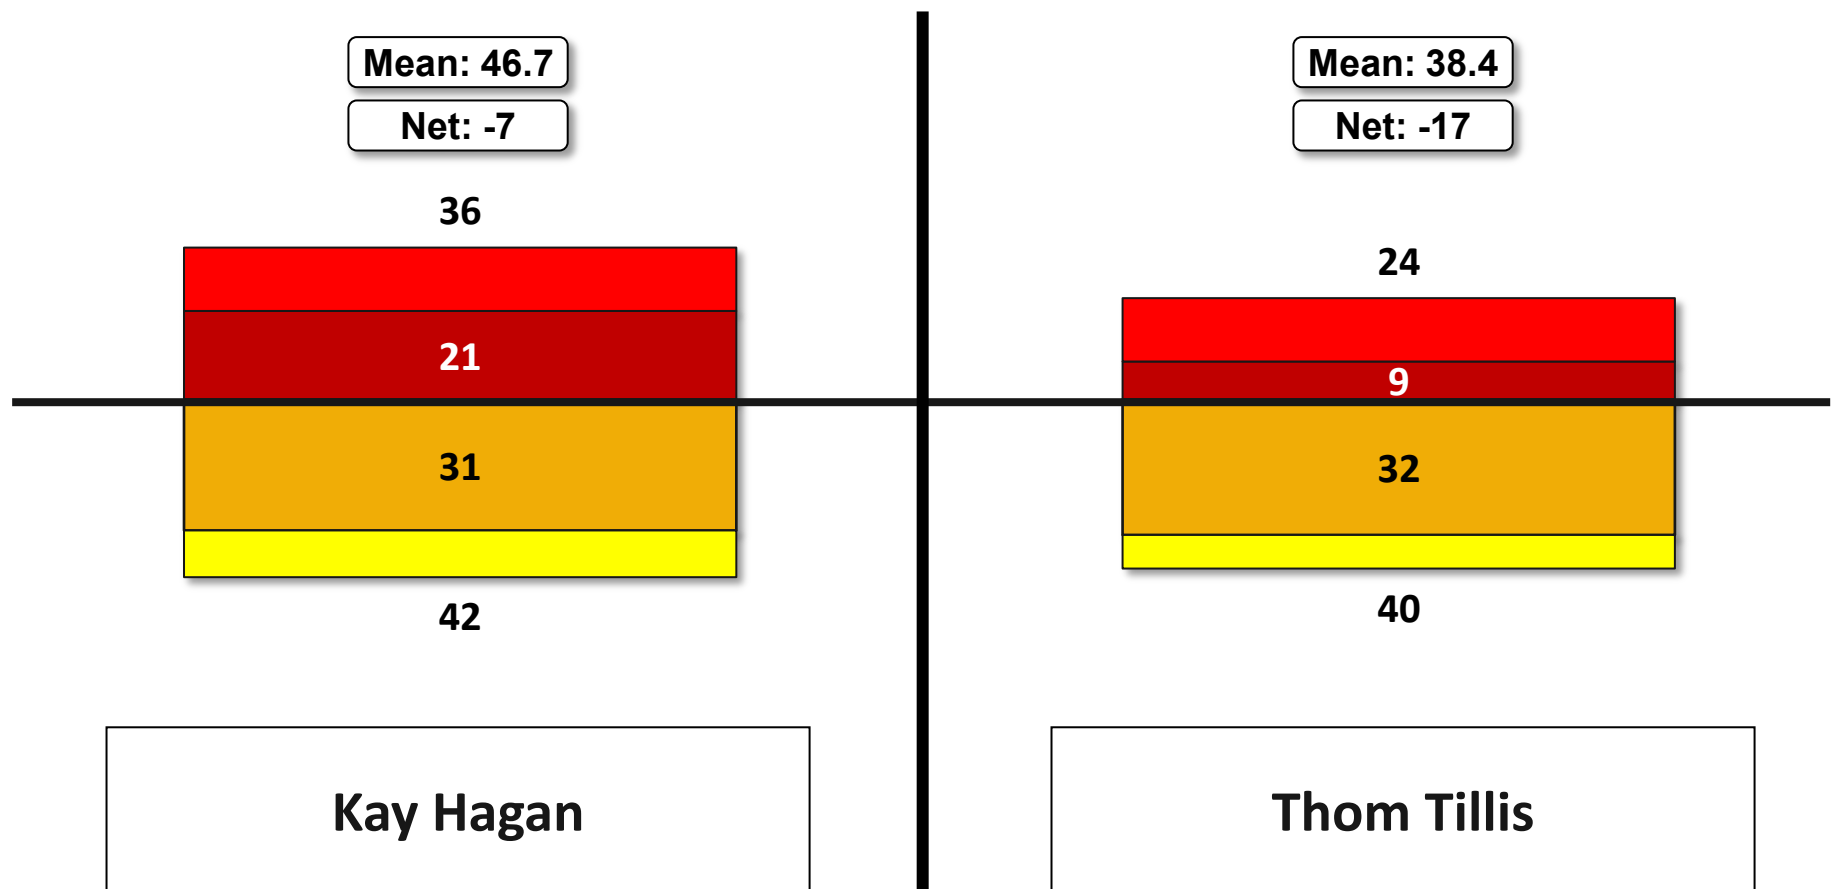 Mean: 46.7
Net: -7
36
21
31
42
Kay Hagan
Mean: 38.4
Net: -17
24
9
32
40
Thom Tillis